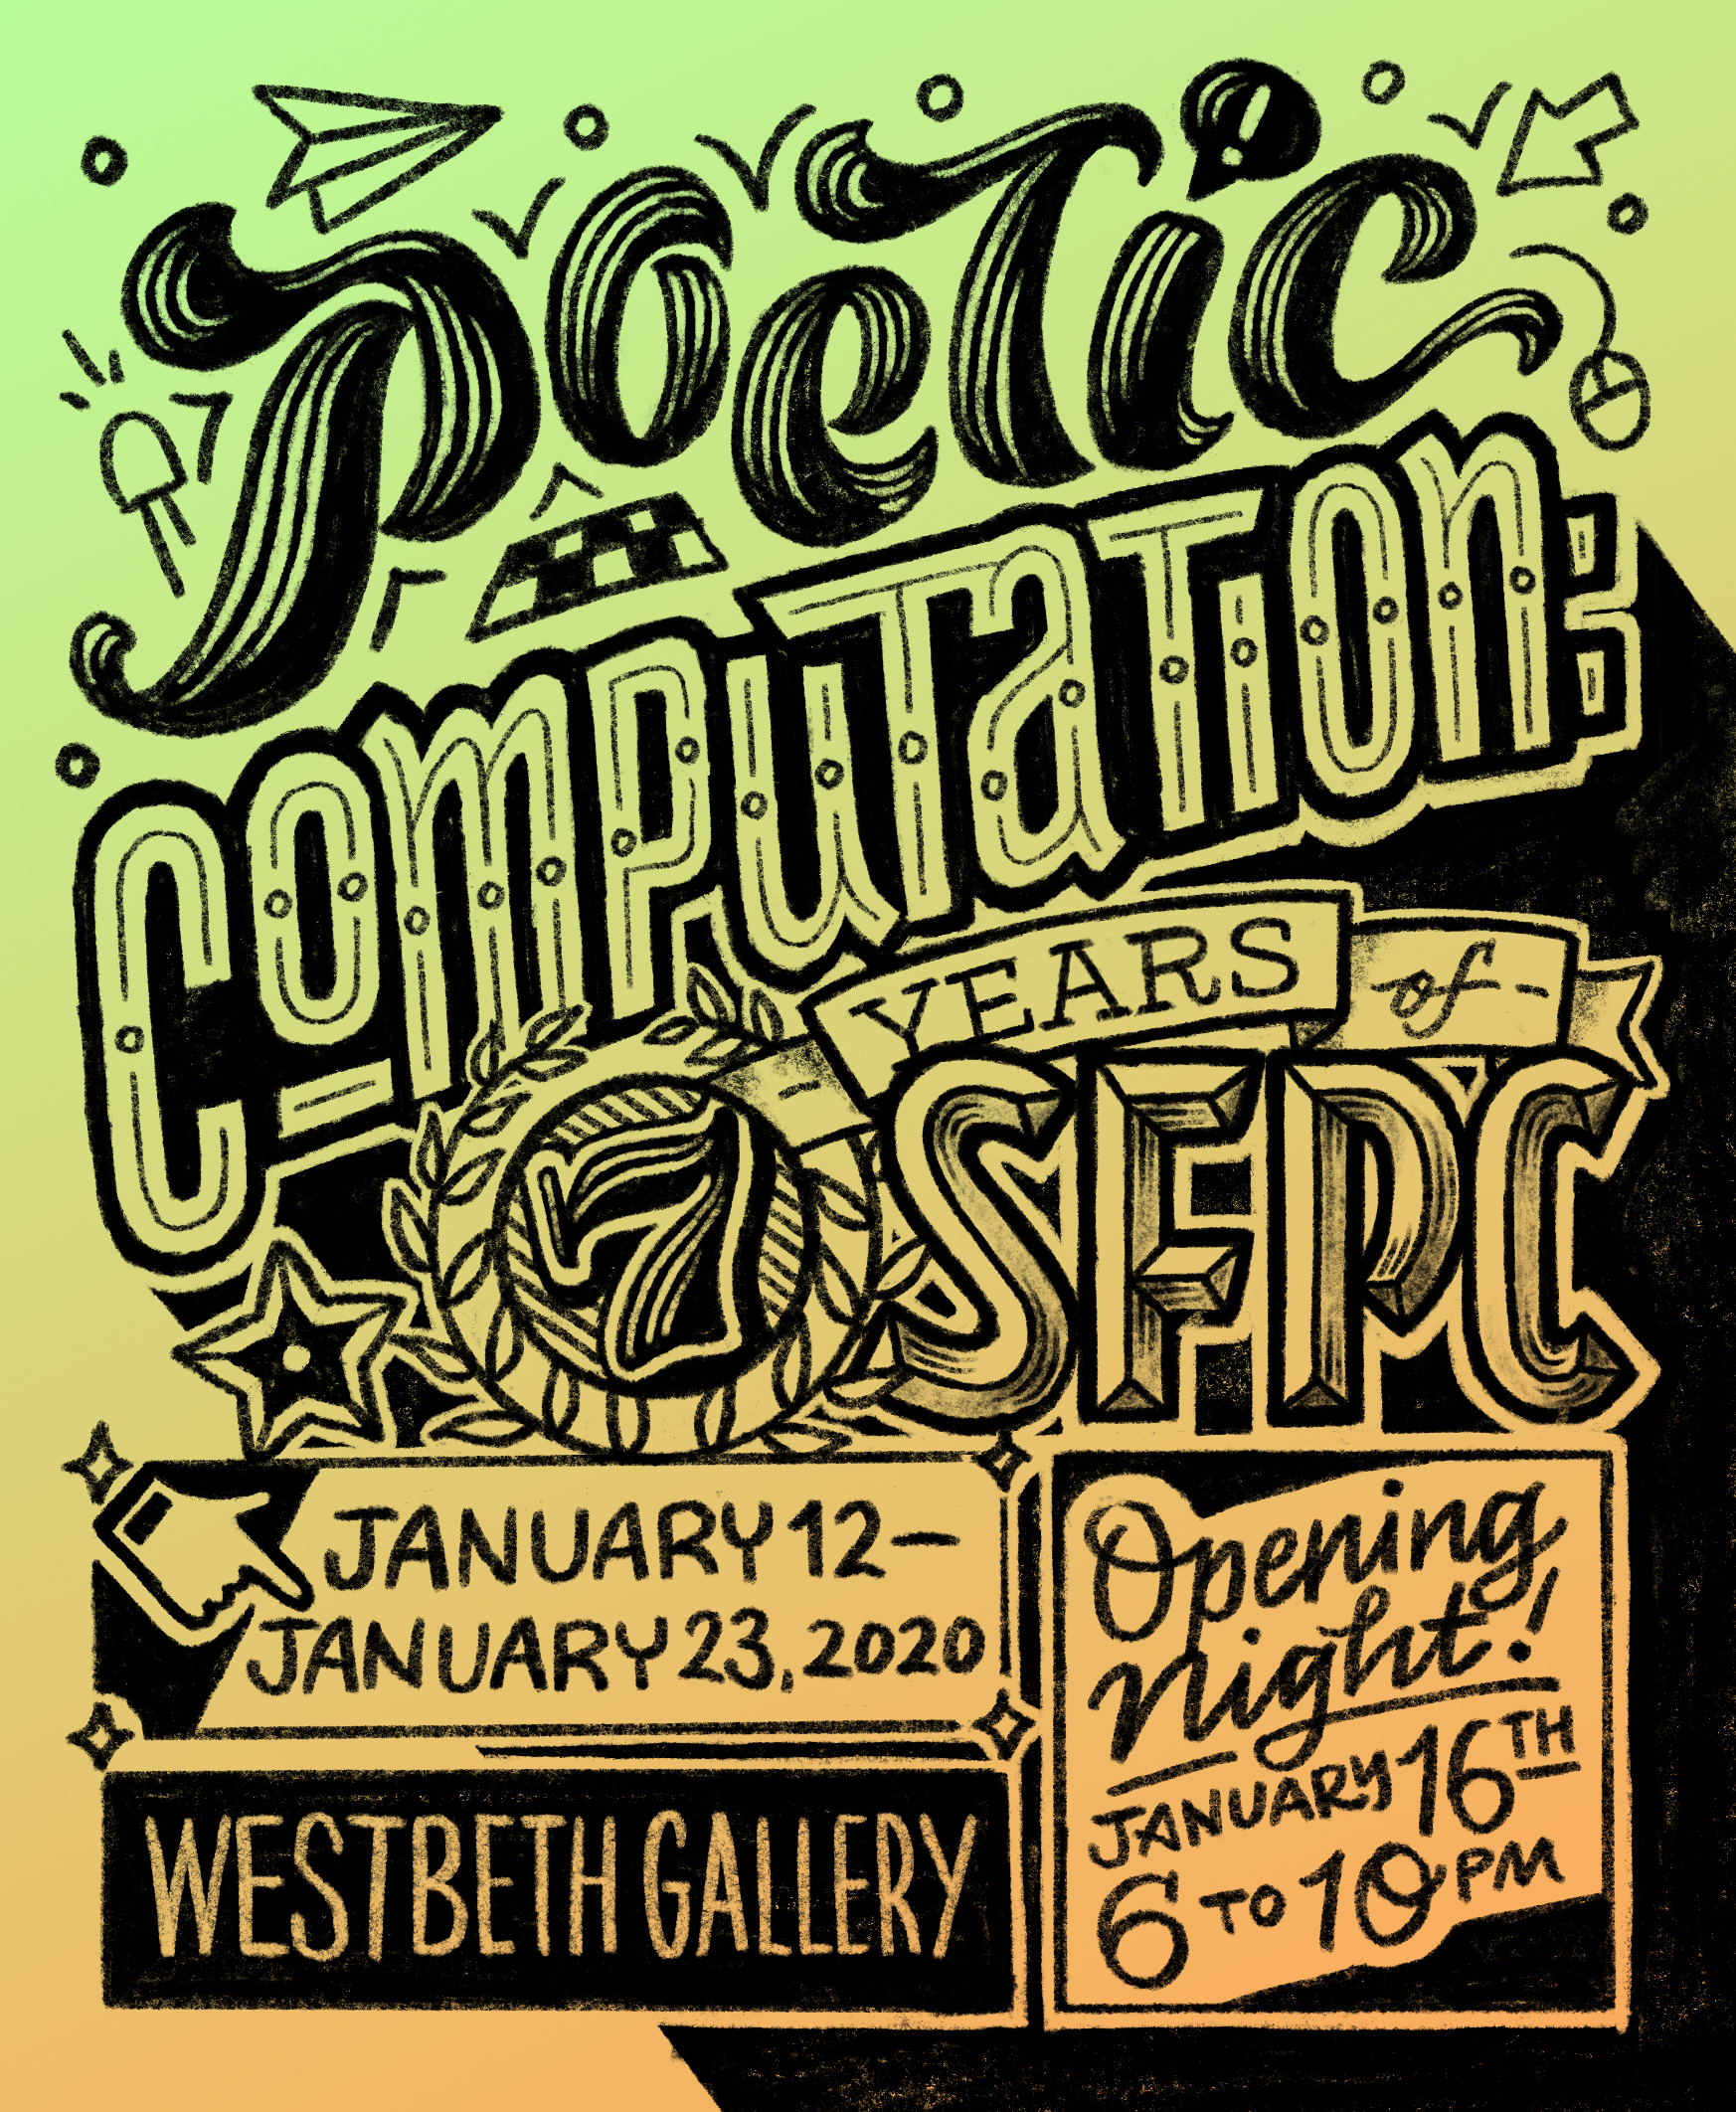 Poetic
Computation:
7 YEARS of
SFPC
JANUARY 12-
JANUARY 23, 2020
WESTBETH GALLERY
Opening
night!
JANUARY 16TH
6 TO 10 PM